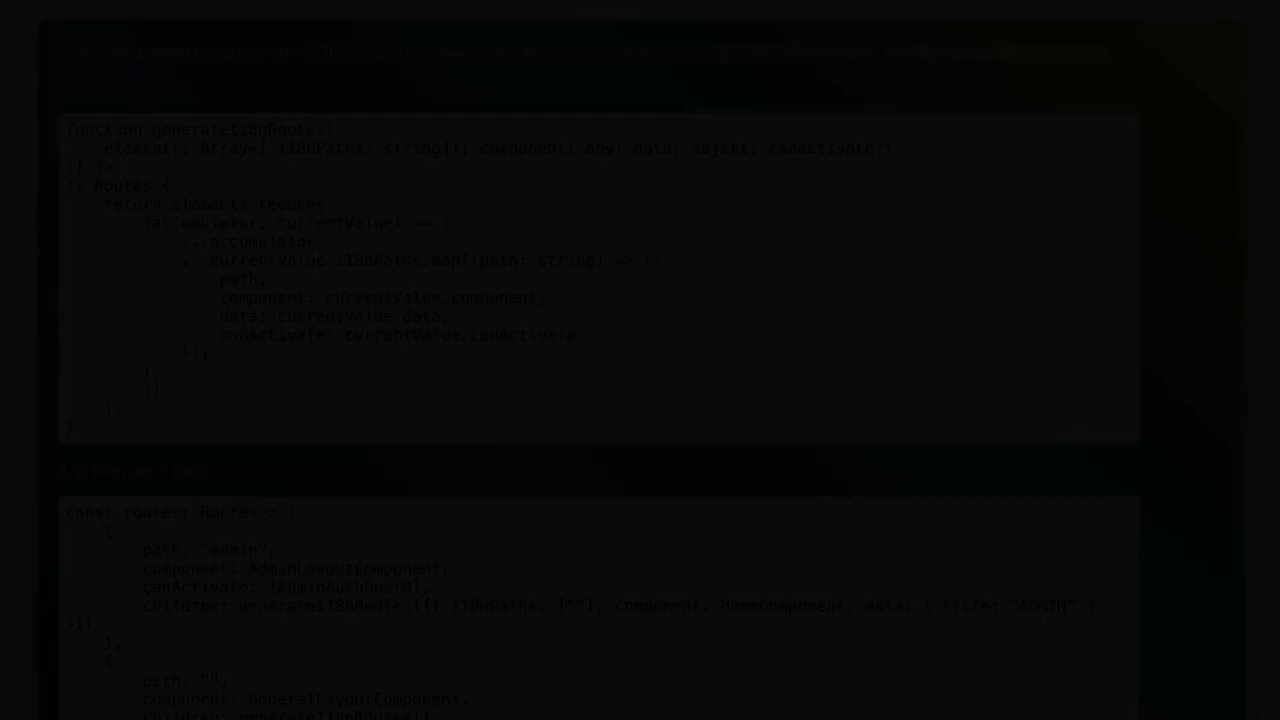 function generateI18nRoutes(
    elements: Array<{ i18nPaths: string[]; component: any; data: object; canActivate?:
[] }>
): Routes {
    return elements.reduce(
        (accumulator, currentValue) => [
            ...accumulator,
            ...currentValue.i18nPaths.map((path: string) => ({
                path,
                component: currentValue.component,
                data: currentValue.data,
                canActivate: currentValue.canActivate
            }))
        ],
        []
    );
}
const routes: Routes = [
    {
        path: "admin",
        component: AdminLayoutComponent,
        canActivate: [AdminAuthGuard],
        children: generateI18nRoutes([{ i18nPaths: [""], component: HomeComponent, data: { title: "ADMIN" }
}])
    },
    {
        path: "",
        component: GeneralLayoutComponent,
        children: generateI18nRoutes([